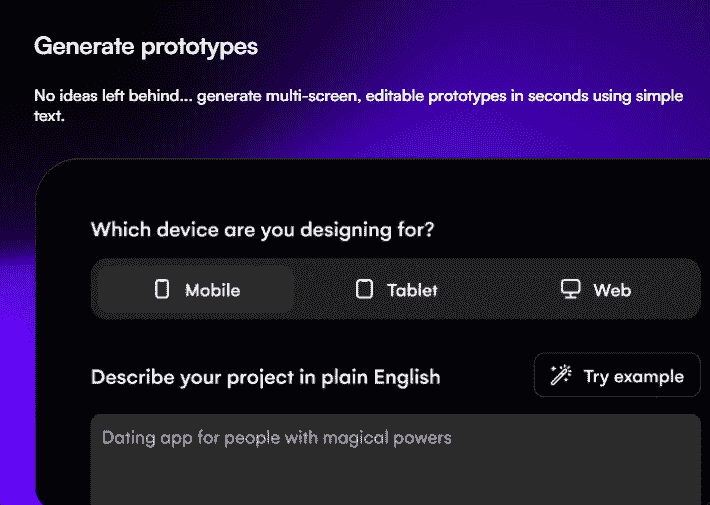 Generate prototypes
No ideas left behind... generate multi-screen, editable prototypes in seconds using simple
text.
Which device are you designing for?
Mobile
Tablet
Web
Describe your project in plain English
Try example
Dating app for people with magical powers